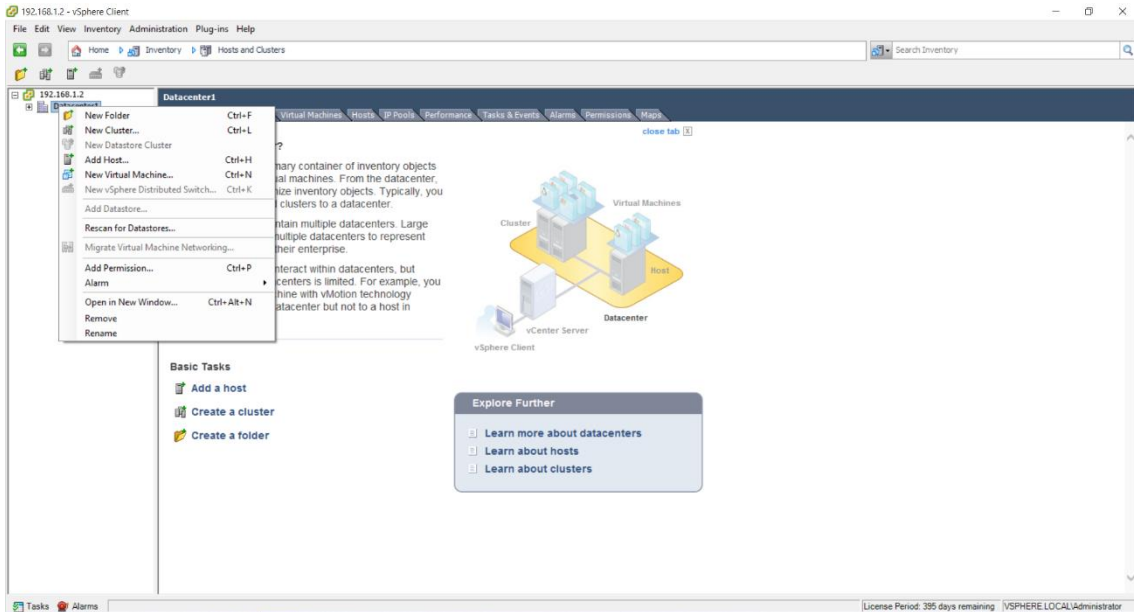 192.168.1.2 - vSphere Client
File Edit View Inventory Administration Plug-ins Help
Home Inventory Hosts and Clusters
Search Inventory
192.168.1.2
Datacenter1
Datacenter1
Virtual Machines Hosts IP Pools Performance Tasks & Events Alarms Permissions Maps
close tab
New Folder Ctrl+F
New Cluster... Ctrl+L
New Datastore Cluster
Add Host... Ctrl+H
New Virtual Machine... Ctrl+N
New vSphere Distributed Switch... Ctrl+K
Add Datastore...
Rescan for Datastores...
Migrate Virtual Machine Networking...
Add Permission... Ctrl+P
Alarm
Open in New Window... Ctrl+Alt+N
Remove
Rename
?
mary container of inventory objects
ual machines. From the datacenter,
nize inventory objects. Typically, you
clusters to a datacenter.
ntain multiple datacenters. Large
multiple datacenters to represent
their enterprise.
nteract within datacenters, but
centers is limited. For example, you
chine with vMotion technology
atacenter but not to a host in
Virtual Machines
Cluster
Host
Datacenter
vCenter Server
vSphere Client
Basic Tasks
Add a host
Create a cluster
Create a folder
Explore Further
Learn more about datacenters
Learn about hosts
Learn about clusters
Tasks Alarms
License Period: 395 days remaining VSPHERE.LOCAL\Administrator